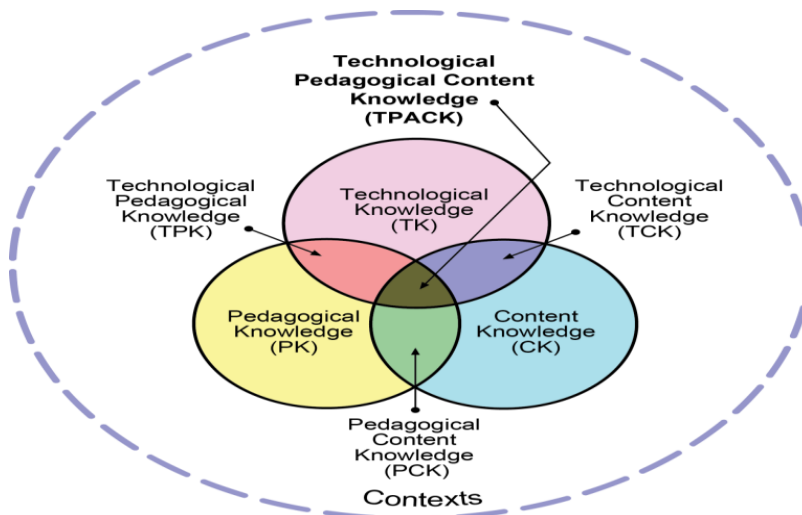 Technological
Pedagogical Content
Knowledge
(TPACK)
Technological
Pedagogical
Knowledge
(TPK)
Technological
Knowledge
(TK)
Technological
Content
Knowledge
(TCK)
Pedagogical
Knowledge
(PK)
Content
Knowledge
(CK)
Pedagogical
Content
Knowledge
(PCK)
Contexts